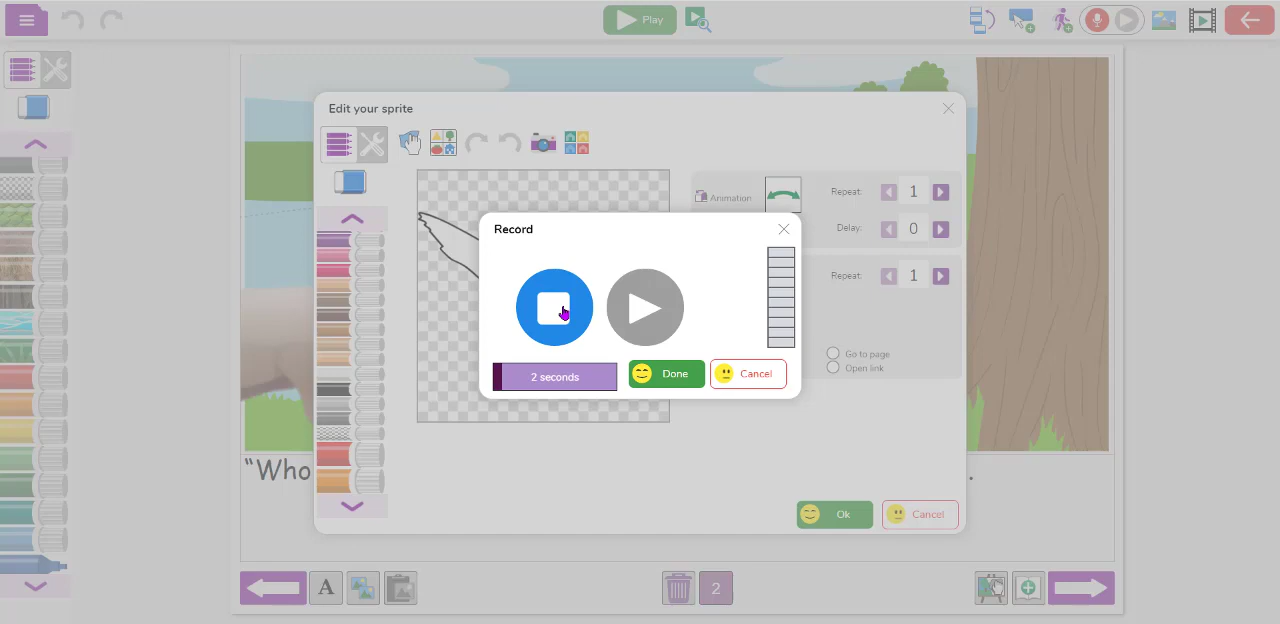 Play
Edit your sprite
Animation
Repeat:
1
Delay:
0
Repeat:
1
Record
2 seconds
Done
Cancel
Go to page
Open link
Ok
Cancel
“Who
.
A
2